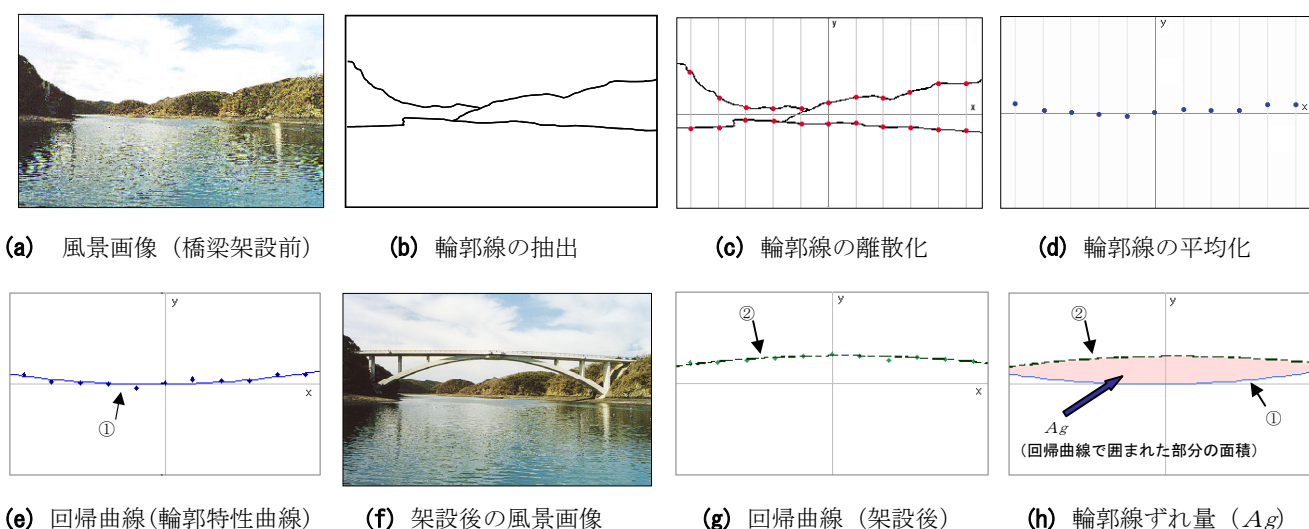 y
x
y
x
(a) 風景画像（橋梁架設前）
(b) 輪郭線の抽出
(c) 輪郭線の離散化
(d) 輪郭線の平均化
y
x
①
y
x
②
y
②
①
Ag
（回帰曲線で囲まれた部分の面積）
(e) 回帰曲線（輪郭特性曲線）
(f) 架設後の風景画像
(g) 回帰曲線（架設後）
(h) 輪郭線ずれ量（Ag）